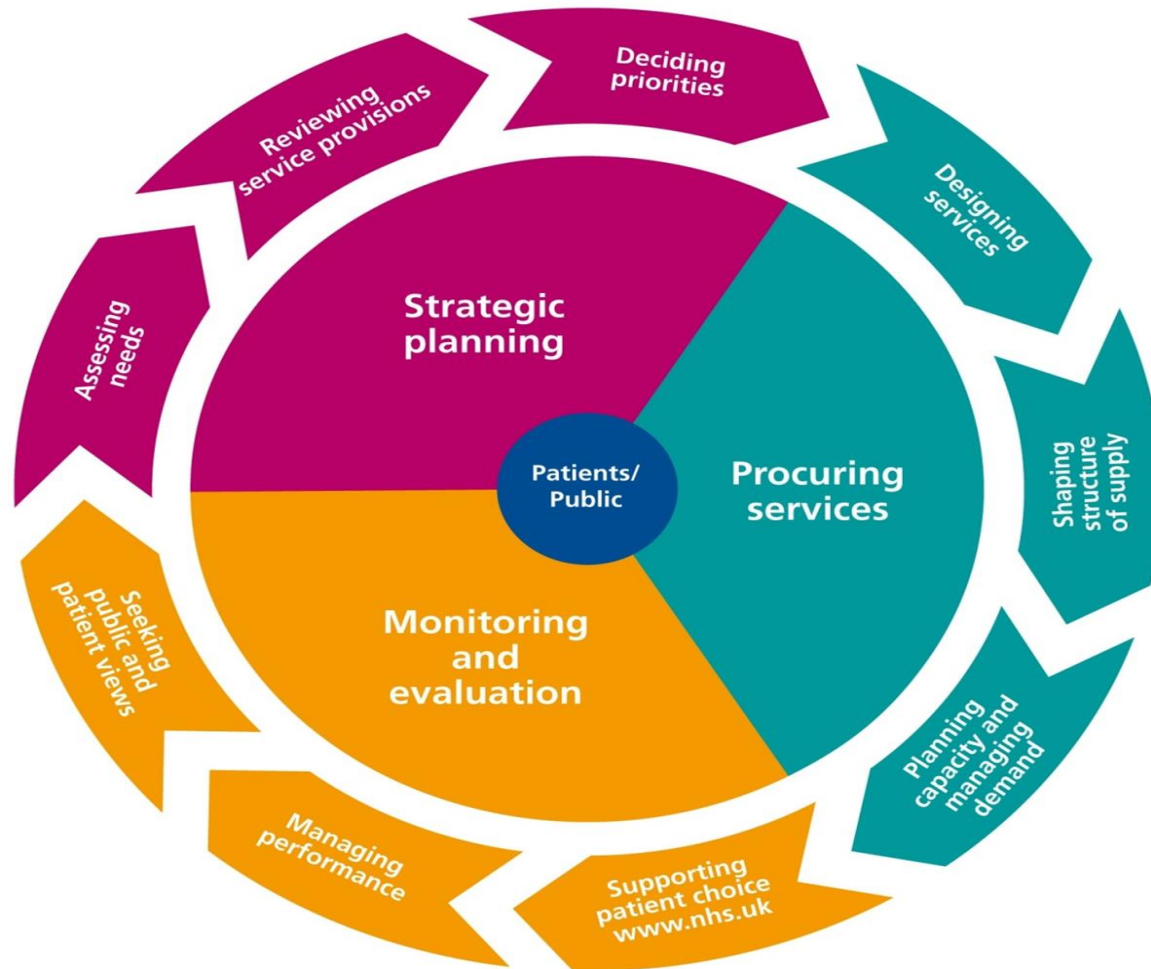 Deciding
priorities
Reviewing
service provisions
Assessing
needs
Designing
services
Shaping
structure
of supply
Planning
capacity and
managing
demand
Supporting
patient choice
www.nhs.uk
Managing
performance
Seeking
public and
patient views
Strategic
planning
Procuring
services
Monitoring
and
evaluation
Patients/
Public